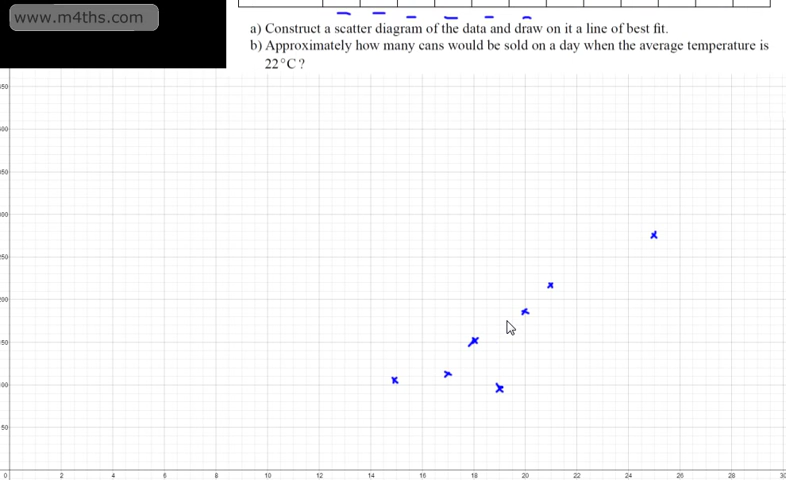 www.m4ths.com
a) Construct a scatter diagram of the data and draw on it a line of best fit.
b) Approximately how many cans would be sold on a day when the average temperature is
22°C?
50
0 2 4 6 8 10 12 14 16 18 20 22 24 26 28 30